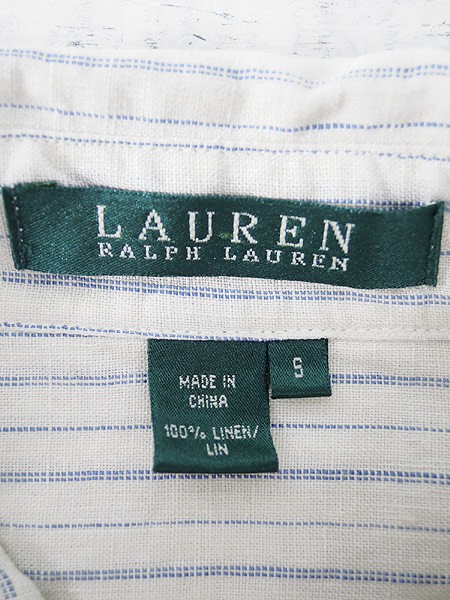 LAUREN
RALPH LAUREN
S
MADE IN
CHINA
100% LINEN/
LIN